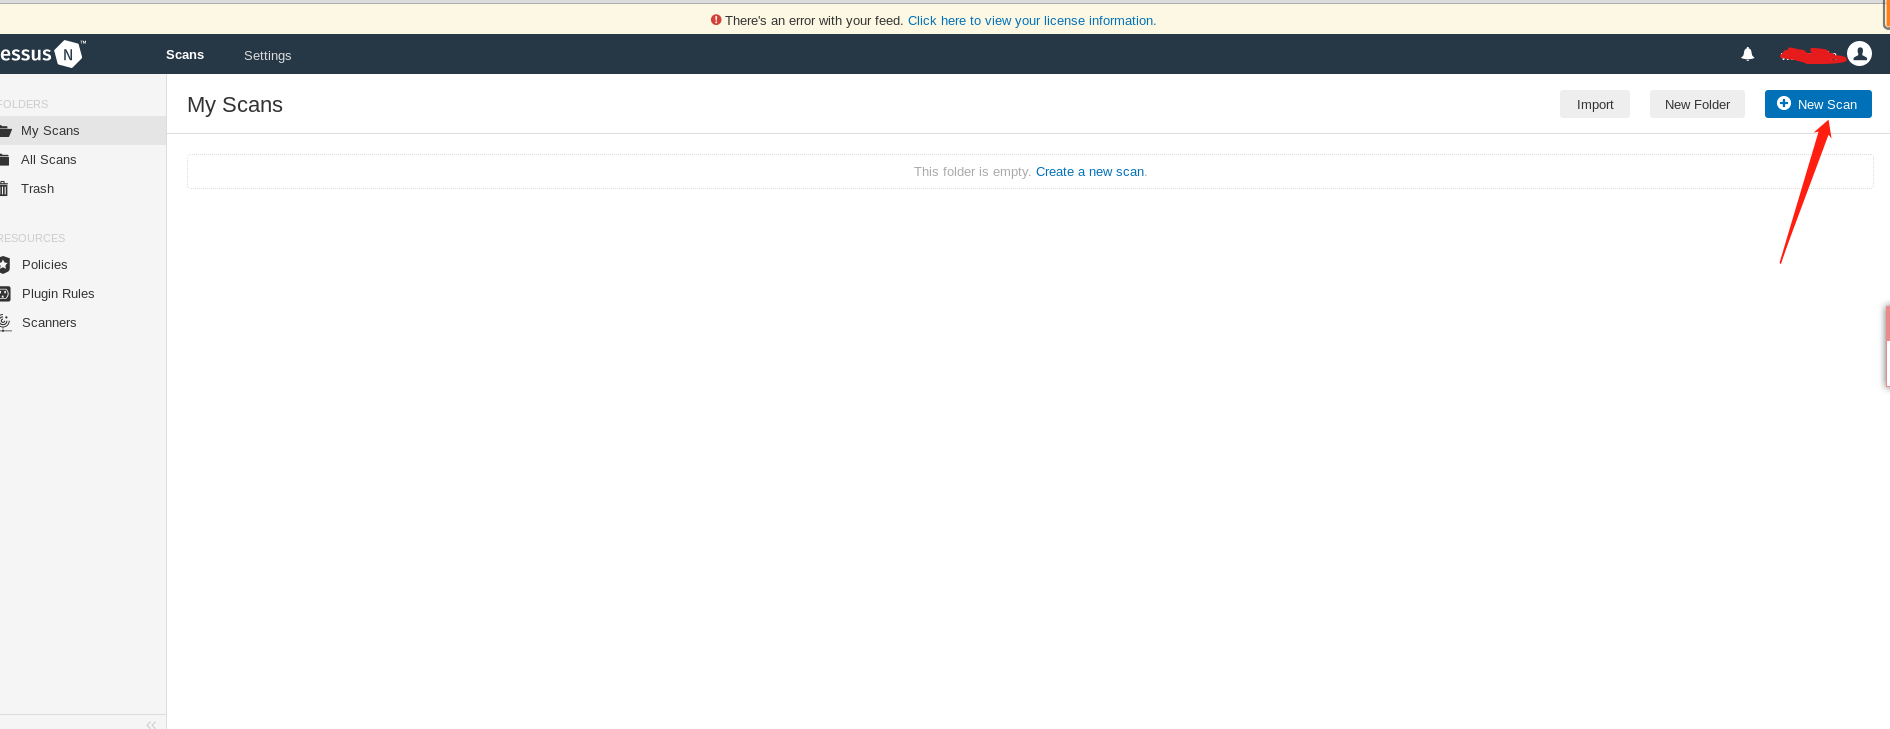 There's an error with your feed. Click here to view your license information.
essus N ™
Scans
Settings
FOLDERS
My Scans
All Scans
Trash
RESOURCES
Policies
Plugin Rules
Scanners
My Scans
Import
New Folder
New Scan
This folder is empty. Create a new scan.